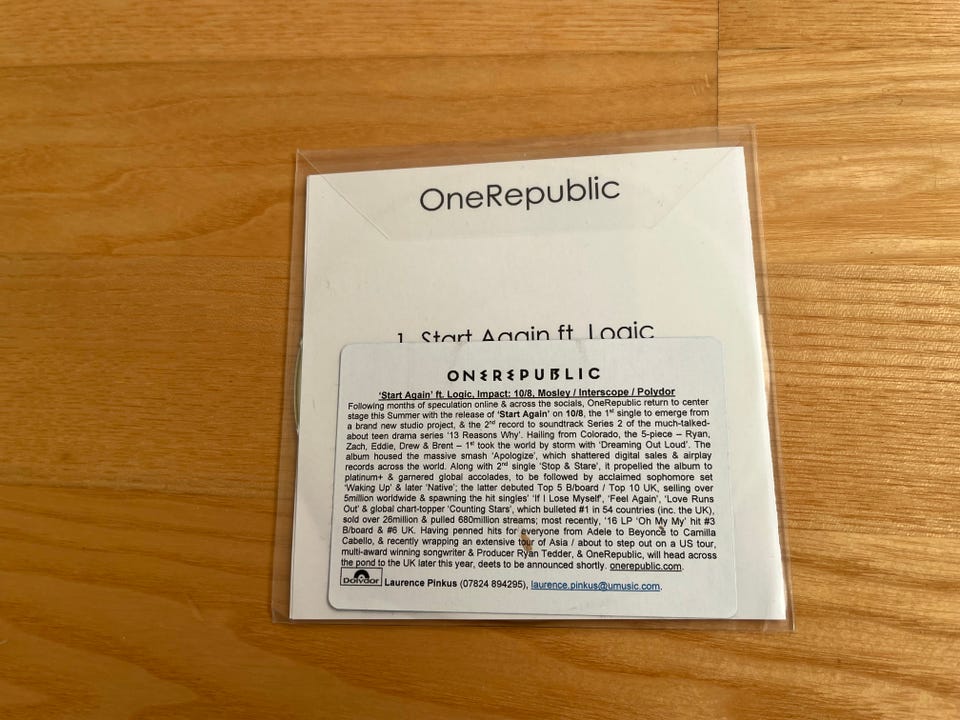 OneRepublic
1. Start Again ft. Logic
ONEREPUBLIC
'Start Again' ft. Logic, Impact: 10/8, Mosley / Interscope / Polydor
Following months of speculation online & across the socials, OneRepublic return to center
stage this Summer with the release of 'Start Again' on 10/8, the 1st single to emerge from
a brand new studio project, & the 2nd record to soundtrack Series 2 of the much-talked-
about teen drama series '13 Reasons Why'. Hailing from Colorado, the 5-piece – Ryan,
Zach, Eddie, Drew & Brent – 1st took the world by storm with 'Dreaming Out Loud'. The
album housed the massive smash 'Apologize', which shattered digital sales & airplay
records across the world. Along with 2nd single 'Stop & Stare', it propelled the album to
platinum+ & garnered global accolades, to be followed by acclaimed sophomore set
'Waking Up' & later 'Native'; the latter debuted Top 5 B/board / Top 10 UK, selling over
5million worldwide & spawning the hit singles' 'If I Lose Myself', 'Feel Again', 'Love Runs
Out' & global chart-topper 'Counting Stars', which bulleted #1 in 54 countries (inc. the UK),
sold over 26million & pulled 680million streams; most recently, '16 LP 'Oh My My' hit #3
B/board & #6 UK. Having penned hits for everyone from Adele to Beyonce to Camilla
Cabello, & recently wrapping an extensive tour of Asia / about to step out on a US tour,
multi-award winning songwriter & Producer Ryan Tedder, & OneRepublic, will head across
the pond to the UK later this year, deets to be announced shortly. onerepublic.com.
Polydor Laurence Pinkus (07824 894295), laurence.pinkus@umusic.com.